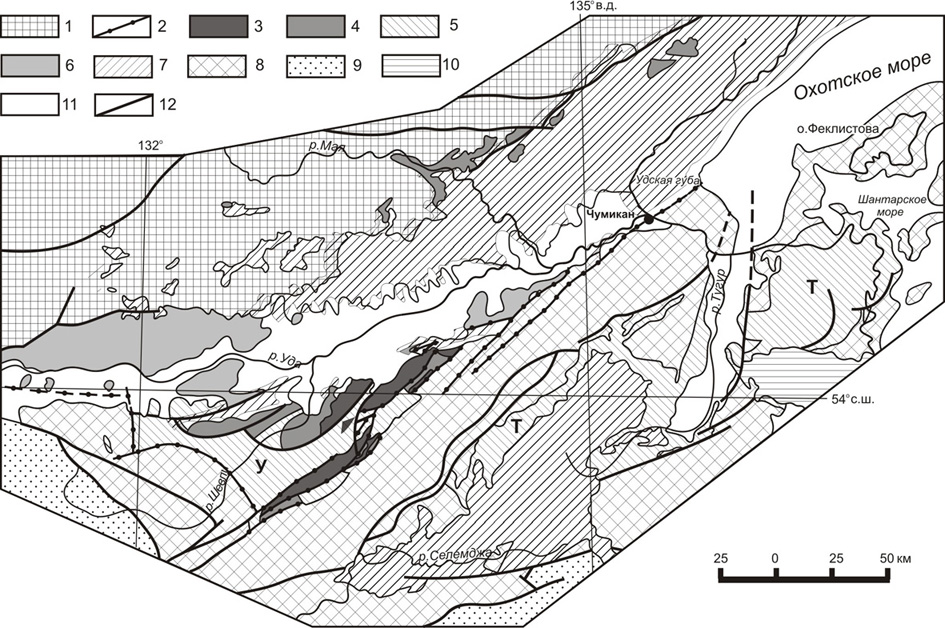 135° в.д.
1 2 3 4 5
6 7 8 9 10
11 12
Охотское море
о.Феклистова
132°
р.Мая
Удская губа
Шантарское
море
Чумикан
Т
р.Тугур
р.Уда
54° с.ш.
Т
У
р.Шевли
р.Селемджа
25 0 25 50 км